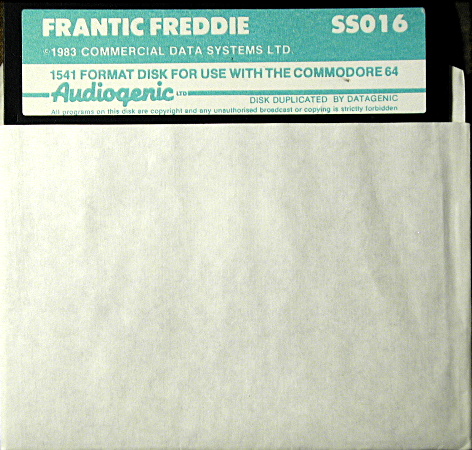 FRANTIC FREDDIE SS016
©1983 COMMERCIAL DATA SYSTEMS LTD
1541 FORMAT DISK FOR USE WITH THE COMMODORE 64
Audiogenic LTD
DISK DUPLICATED BY DATAGENIC
All programs on this disk are copyright and any unauthorised broadcast or copying is strictly forbidden